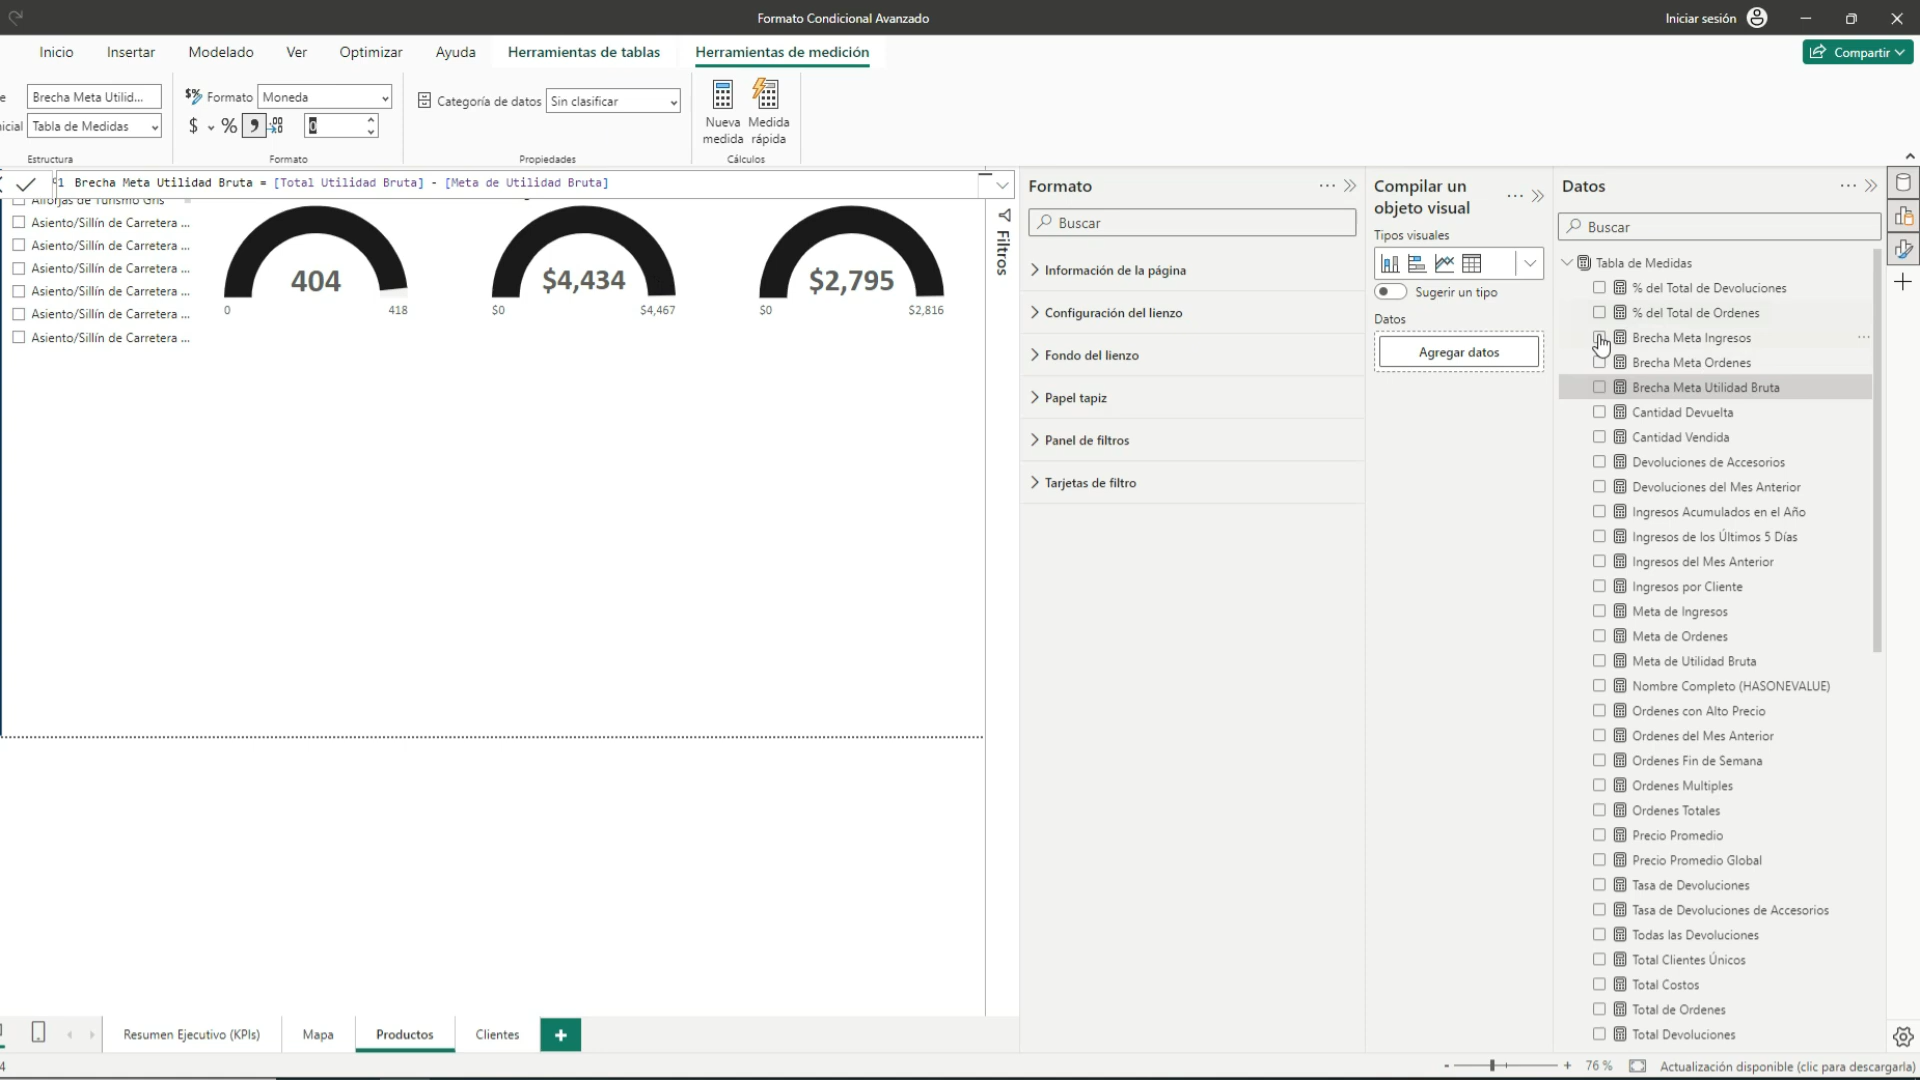 Formato Condicional Avanzado
Iniciar sesión
Inicio
Insertar
Modelado
Ver
Optimizar
Ayuda
Herramientas de tablas
Herramientas de medición
Compartir
e
Brecha Meta Utilid...
icial
Tabla de Medidas
Estructura
Formato
Moneda
$
%
0
Formato
Categoría de datos
Sin clasificar
Propiedades
Nueva medida
Medida rápida
Cálculos
1 Brecha Meta Utilidad Bruta = [Total Utilidad Bruta] - [Meta de Utilidad Bruta]
Alforjas de Turismo Gris
Asiento/Sillín de Carretera ...
Asiento/Sillín de Carretera ...
Asiento/Sillín de Carretera ...
Asiento/Sillín de Carretera ...
Asiento/Sillín de Carretera ...
Asiento/Sillín de Carretera ...
404
0
418
$4,434
$0
$4,467
$2,795
$0
$2,816
Filtros
Formato
Buscar
Información de la página
Configuración del lienzo
Fondo del lienzo
Papel tapiz
Panel de filtros
Tarjetas de filtro
Compilar un
objeto visual
Tipos visuales
Sugerir un tipo
Datos
Agregar datos
Datos
Buscar
Tabla de Medidas
% del Total de Devoluciones
% del Total de Ordenes
Brecha Meta Ingresos
Brecha Meta Ordenes
Brecha Meta Utilidad Bruta
Cantidad Devuelta
Cantidad Vendida
Devoluciones de Accesorios
Devoluciones del Mes Anterior
Ingresos Acumulados en el Año
Ingresos de los Últimos 5 Días
Ingresos del Mes Anterior
Ingresos por Cliente
Meta de Ingresos
Meta de Ordenes
Meta de Utilidad Bruta
Nombre Completo (HASONEVALUE)
Ordenes con Alto Precio
Ordenes del Mes Anterior
Ordenes Fin de Semana
Ordenes Multiples
Ordenes Totales
Precio Promedio
Precio Promedio Global
Tasa de Devoluciones
Tasa de Devoluciones de Accesorios
Todas las Devoluciones
Total Clientes Únicos
Total Costos
Total de Ordenes
Total Devoluciones
Resumen Ejecutivo (KPIs)
Mapa
Productos
Clientes
4
76 %
Actualización disponible (clic para descargarla)